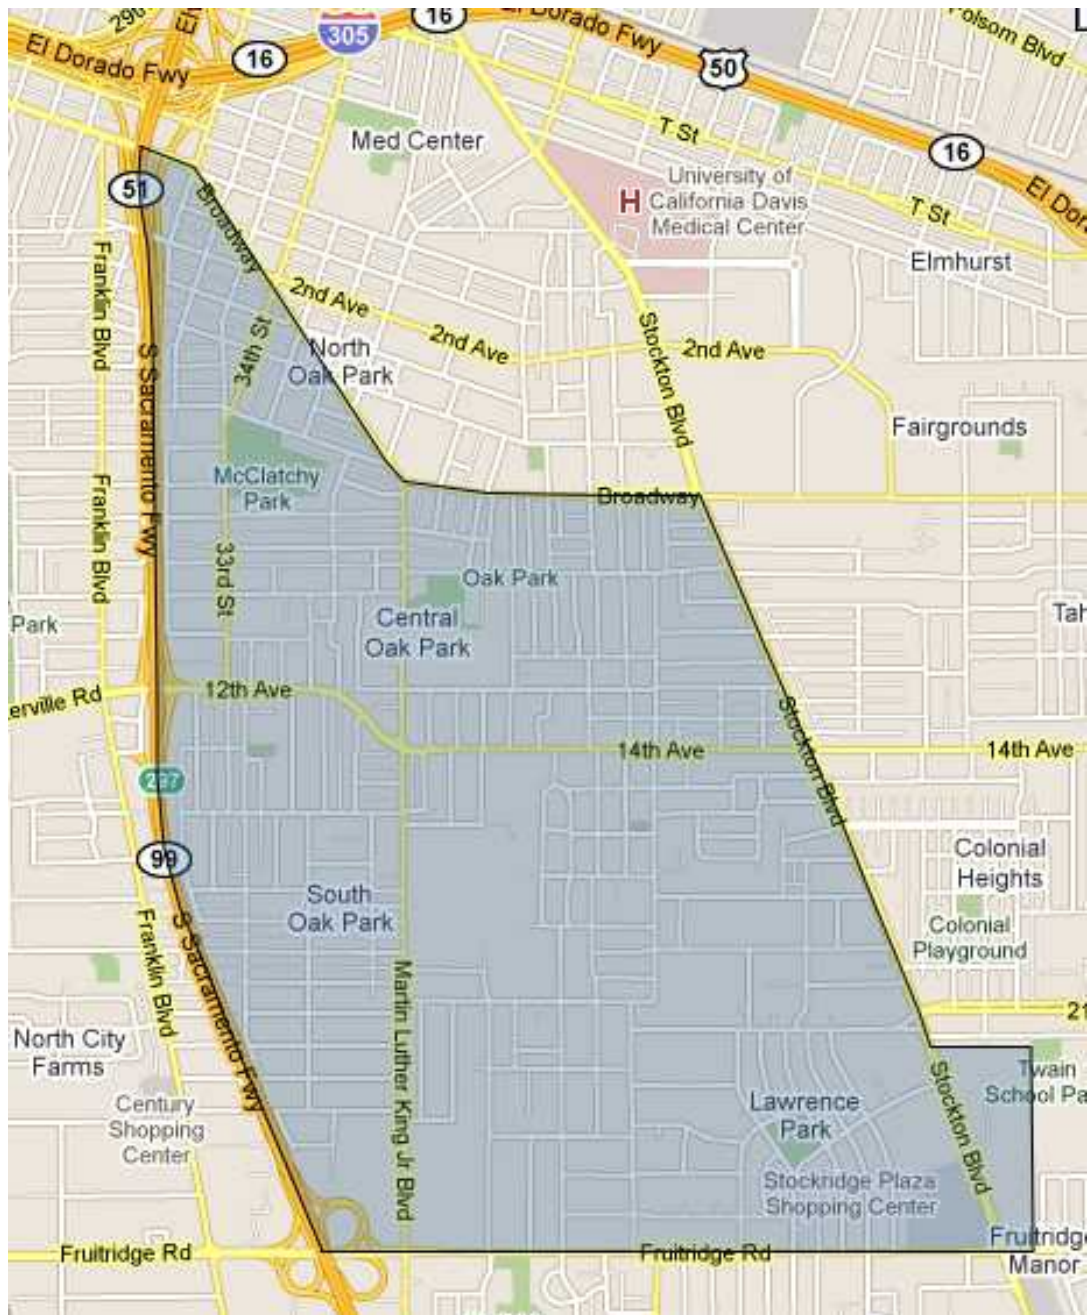 El Dorado Fwy
16
305
16
El Dorado Fwy
50
Folsom Blvd
T St
16
T St
Med Center
University of
California Davis
Medical Center
H
51
Broadway
Franklin Blvd
2nd Ave
2nd Ave
2nd Ave
Elmhurst
34th St
North
Oak Park
Stockton Blvd
S Sacramento Fwy
Fairgrounds
McClatchy
Park
Broadway
Franklin Blvd
33rd St
Oak Park
Central
Oak Park
Park
12th Ave
14th Ave
14th Ave
Stockton Blvd
297
99
South
Oak Park
Colonial
Heights
Colonial
Playground
Franklin Blvd
S Sacramento Fwy
Martin Luther King Jr Blvd
21
North City
Farms
Century
Shopping
Center
Lawrence
Park
Stockton Blvd
Twain
School Pa
Stockridge Plaza
Shopping Center
Fruitridge Rd
Fruitridge Rd
Fruitridge
Manor